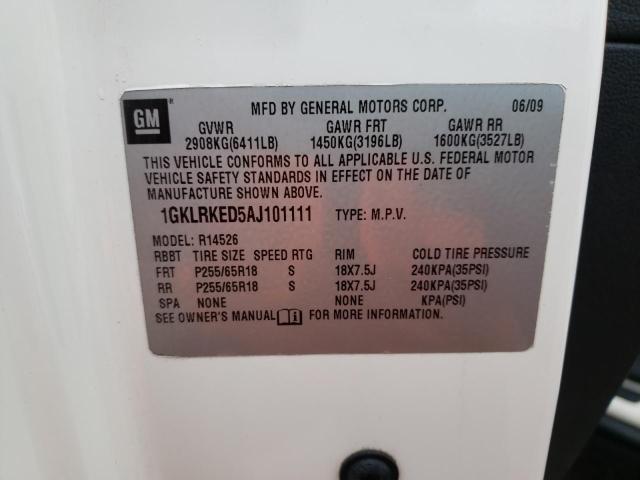 GM
®
MFD BY GENERAL MOTORS CORP. 06/09
GVWR GAWR FRT GAWR RR
2908KG(6411LB) 1450KG(3196LB) 1600KG(3527LB)
THIS VEHICLE CONFORMS TO ALL APPLICABLE U.S. FEDERAL MOTOR
VEHICLE SAFETY STANDARDS IN EFFECT ON THE DATE OF
MANUFACTURE SHOWN ABOVE.
1GKLRKED5AJ101111 TYPE: M.P.V.
MODEL: R14526
RBBT TIRE SIZE SPEED RTG RIM COLD TIRE PRESSURE
FRT P255/65R18 S 18X7.5J 240KPA(35PSI)
RR P255/65R18 S 18X7.5J 240KPA(35PSI)
SPA NONE NONE KPA(PSI)
SEE OWNER'S MANUAL i FOR MORE INFORMATION.